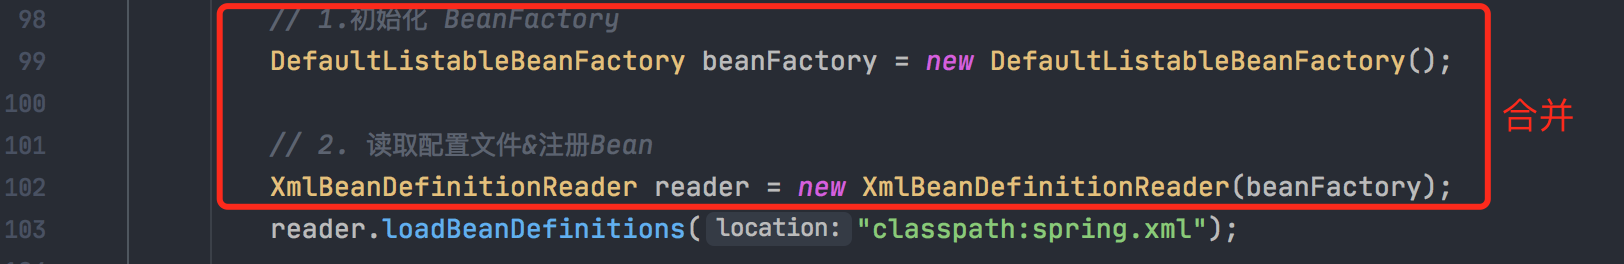 98 // 1.初始化 BeanFactory
99 DefaultListableBeanFactory beanFactory = new DefaultListableBeanFactory();
100
101 // 2. 读取配置文件&注册Bean
102 XmlBeanDefinitionReader reader = new XmlBeanDefinitionReader(beanFactory);
合并
103 reader.loadBeanDefinitions( location: "classpath:spring.xml");